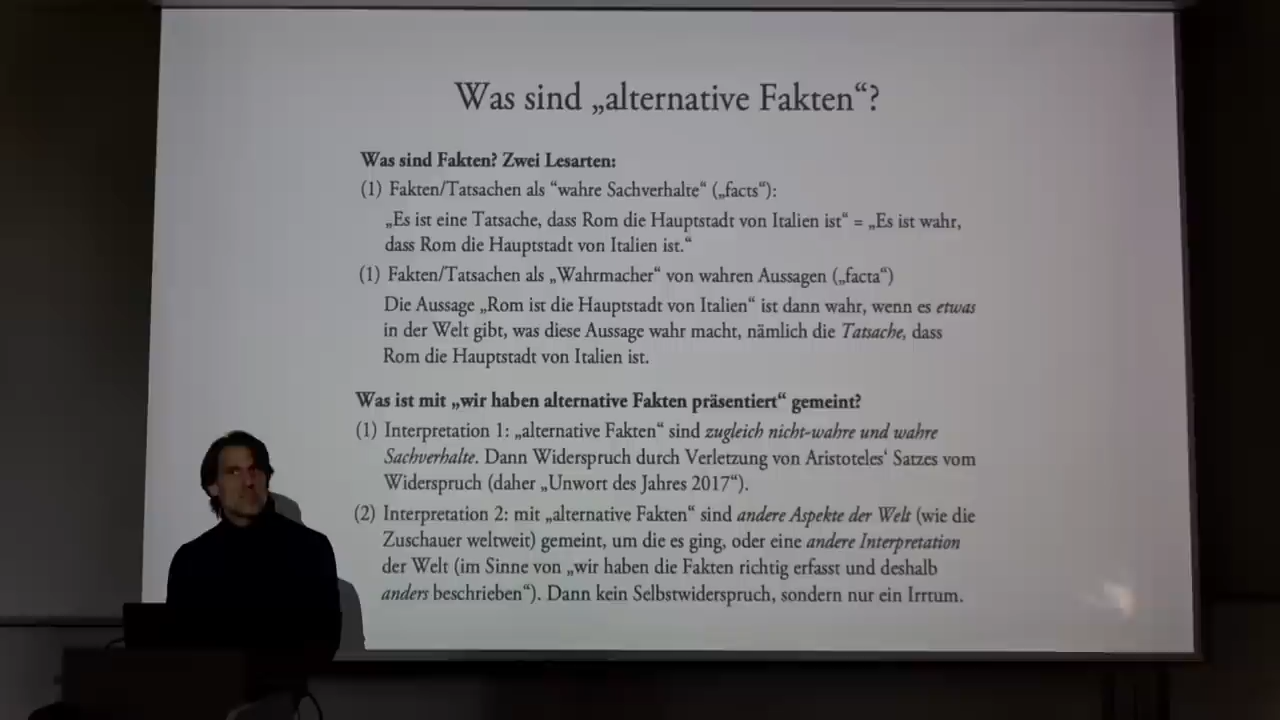 Was sind „alternative Fakten“?
Was sind Fakten? Zwei Lesarten:
(1) Fakten/Tatsachen als “wahre Sachverhalte“ („facts“):
„Es ist eine Tatsache, dass Rom die Hauptstadt von Italien ist“ = „Es ist wahr,
dass Rom die Hauptstadt von Italien ist.“
(1) Fakten/Tatsachen als „Wahrmacher“ von wahren Aussagen („facta“)
Die Aussage „Rom ist die Hauptstadt von Italien“ ist dann wahr, wenn es etwas
in der Welt gibt, was diese Aussage wahr macht, nämlich die Tatsache, dass
Rom die Hauptstadt von Italien ist.
Was ist mit „wir haben alternative Fakten präsentiert“ gemeint?
(1) Interpretation 1: „alternative Fakten“ sind zugleich nicht-wahre und wahre
Sachverhalte. Dann Widerspruch durch Verletzung von Aristoteles‘ Satzes vom
Widerspruch (daher „Unwort des Jahres 2017“).
(2) Interpretation 2: mit „alternative Fakten“ sind andere Aspekte der Welt (wie die
Zuschauer weltweit) gemeint, um die es ging, oder eine andere Interpretation
der Welt (im Sinne von „wir haben die Fakten richtig erfasst und deshalb
anders beschrieben“). Dann kein Selbstwiderspruch, sondern nur ein Irrtum.